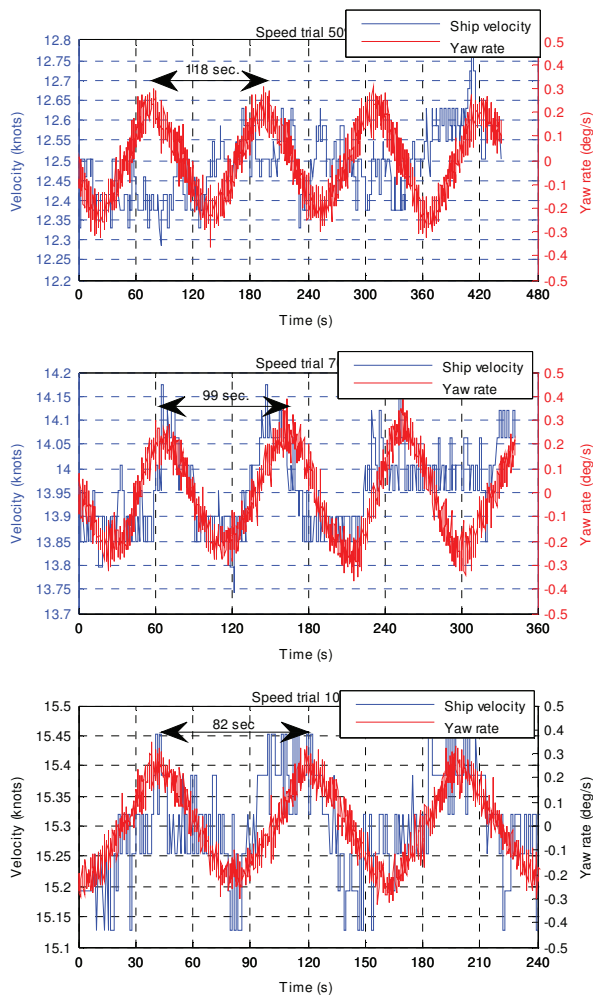 Speed trial 50
Ship velocity
Yaw rate
118 sec.
12.8
12.75
12.7
12.65
12.6
12.55
12.5
12.45
12.4
12.35
12.3
12.25
12.2
Velocity (knots)
0.5
0.4
0.3
0.2
0.1
0
-0.1
-0.2
-0.3
-0.4
-0.5
Yaw rate (deg/s)
0 60 120 180 240 300 360 420 480
Time (s)
Speed trial 7
Ship velocity
Yaw rate
99 sec.
14.2
14.15
14.1
14.05
14
13.95
13.9
13.85
13.8
13.75
13.7
Velocity (knots)
0.5
0.4
0.3
0.2
0.1
0
-0.1
-0.2
-0.3
-0.4
-0.5
Yaw rate (deg/s)
0 60 120 180 240 300 360
Time (s)
Speed trial 10
Ship velocity
Yaw rate
82 sec
15.5
15.45
15.4
15.35
15.3
15.25
15.2
15.15
15.1
Velocity (knots)
0.5
0.4
0.3
0.2
0.1
0
-0.1
-0.2
-0.3
-0.4
-0.5
Yaw rate (deg/s)
0 30 60 90 120 150 180 210 240
Time (s)